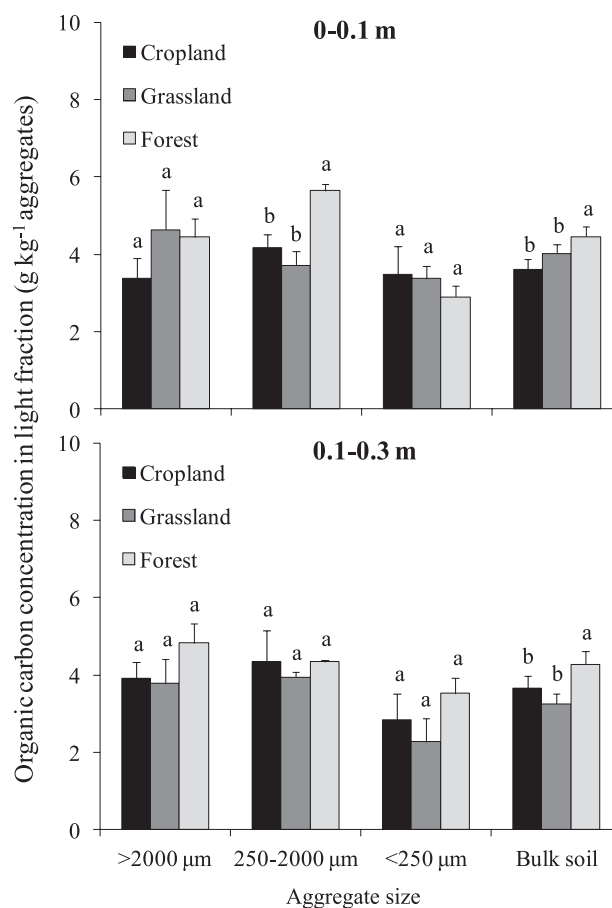 Organic carbon concentration in light fraction (g kg⁻¹ aggregates)
0-0.1 m
10
8
6
4
2
0
Cropland
Grassland
Forest
a a a
b b a
a a a
b b a
0.1-0.3 m
10
8
6
4
2
0
Cropland
Grassland
Forest
a a a
a a a
a a a
b b a
>2000 μm 250-2000 μm <250 μm Bulk soil
Aggregate size